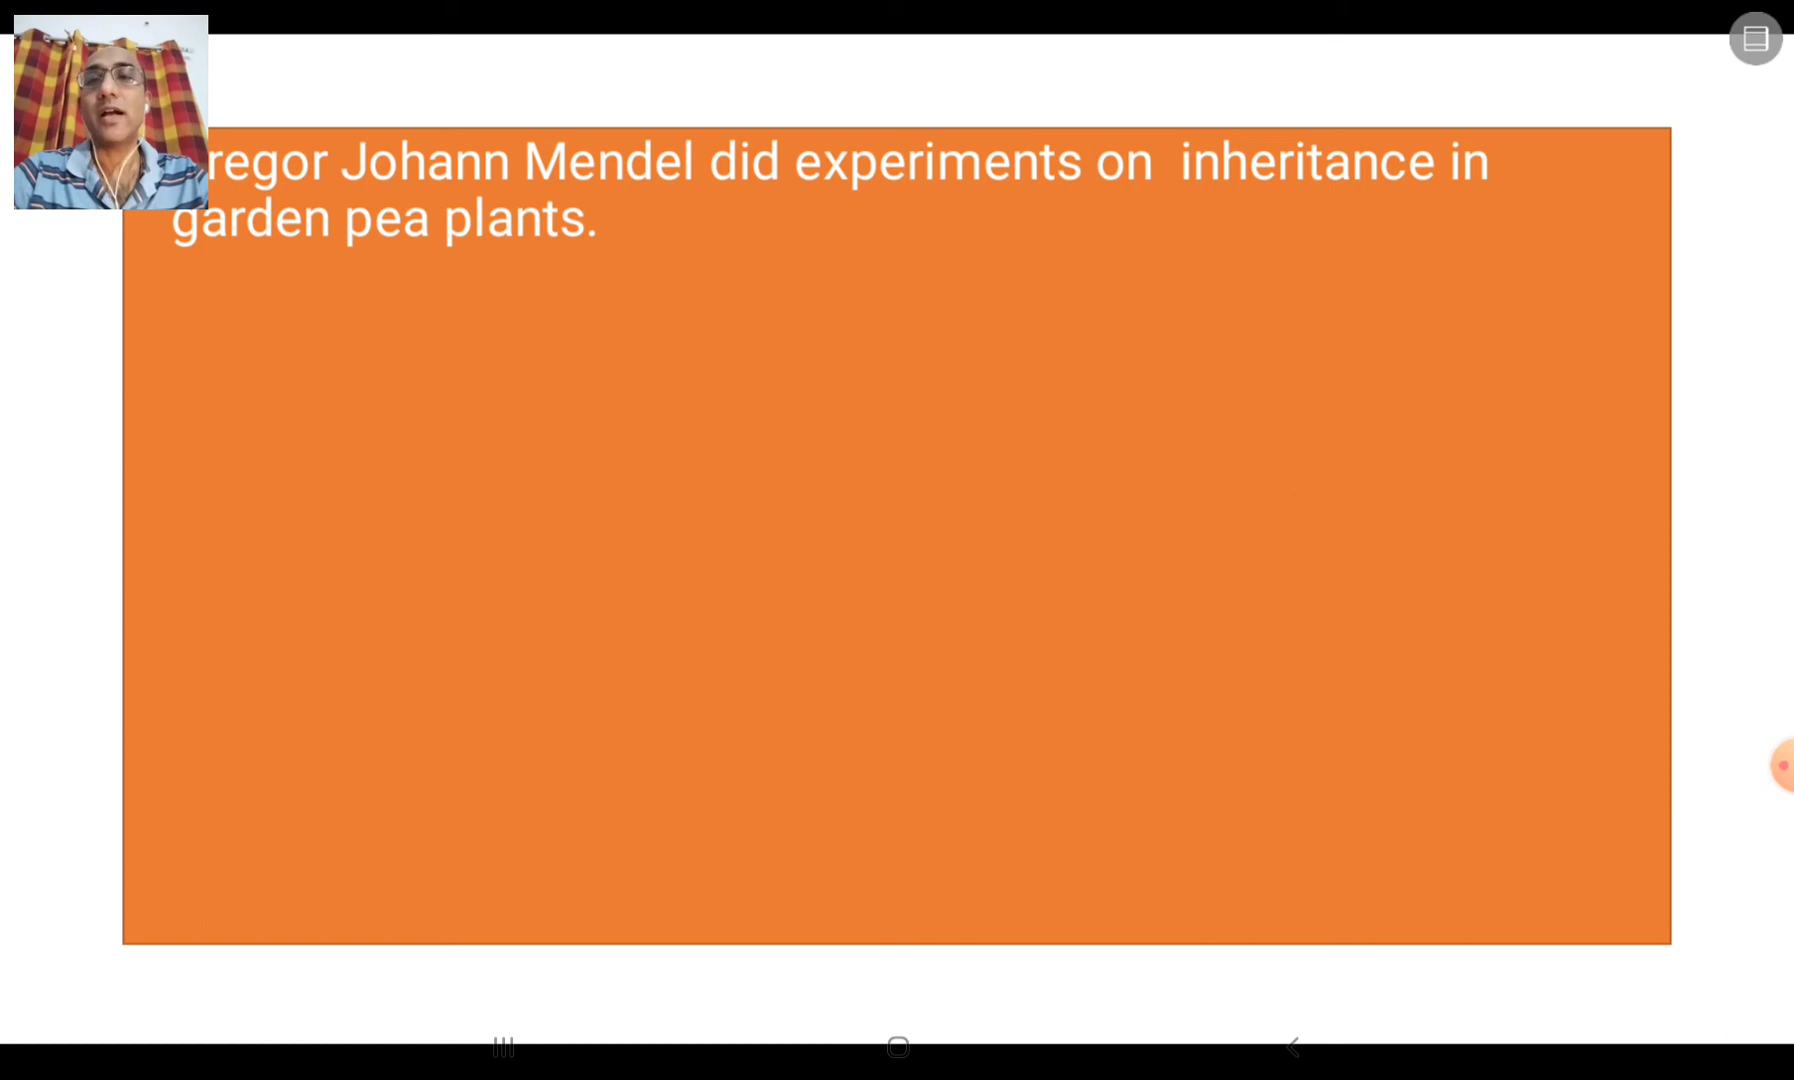 regor Johann Mendel did experiments on inheritance in
garden pea plants.